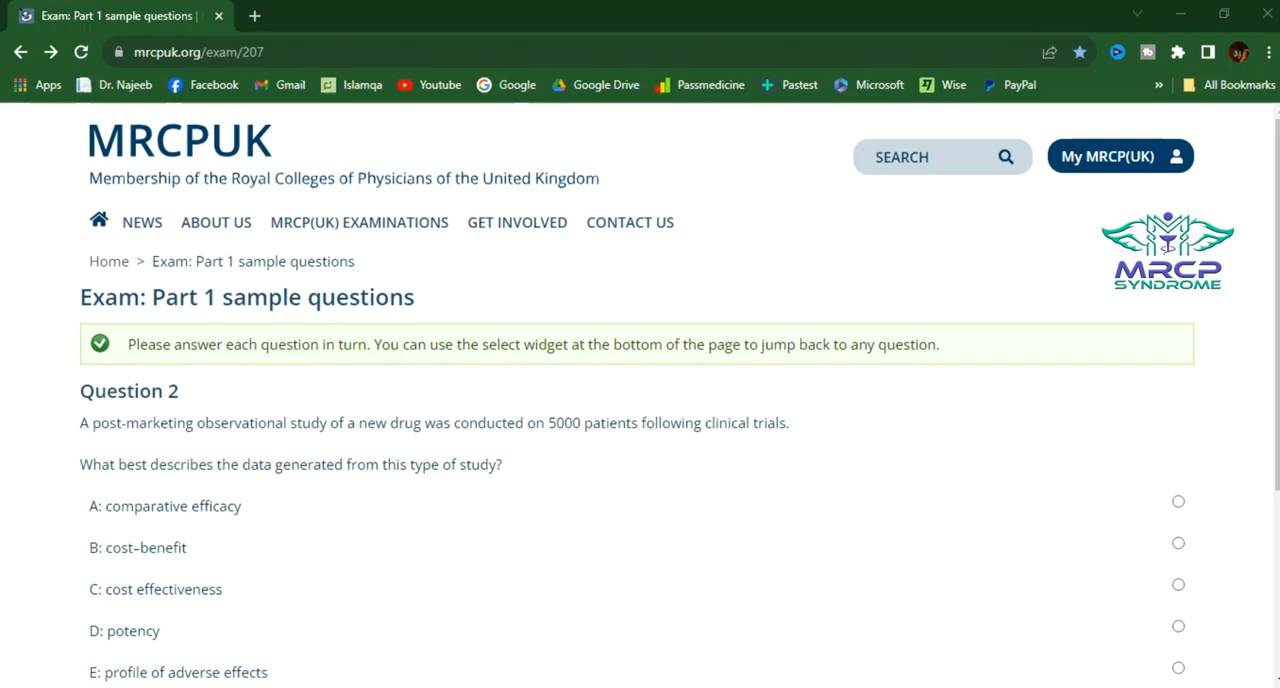 Exam: Part 1 sample questions |
mrcpuk.org/exam/207
Apps Dr. Najeeb Facebook Gmail Islamqa Youtube Google Google Drive Passmedicine Pastest Microsoft Wise PayPal » All Bookmarks
MRCPUK
Membership of the Royal Colleges of Physicians of the United Kingdom
SEARCH
My MRCP(UK)
NEWS ABOUT US MRCP(UK) EXAMINATIONS GET INVOLVED CONTACT US
MRCP
SYNDROME
Home > Exam: Part 1 sample questions
Exam: Part 1 sample questions
Please answer each question in turn. You can use the select widget at the bottom of the page to jump back to any question.
Question 2
A post-marketing observational study of a new drug was conducted on 5000 patients following clinical trials.
What best describes the data generated from this type of study?
A: comparative efficacy
B: cost–benefit
C: cost effectiveness
D: potency
E: profile of adverse effects